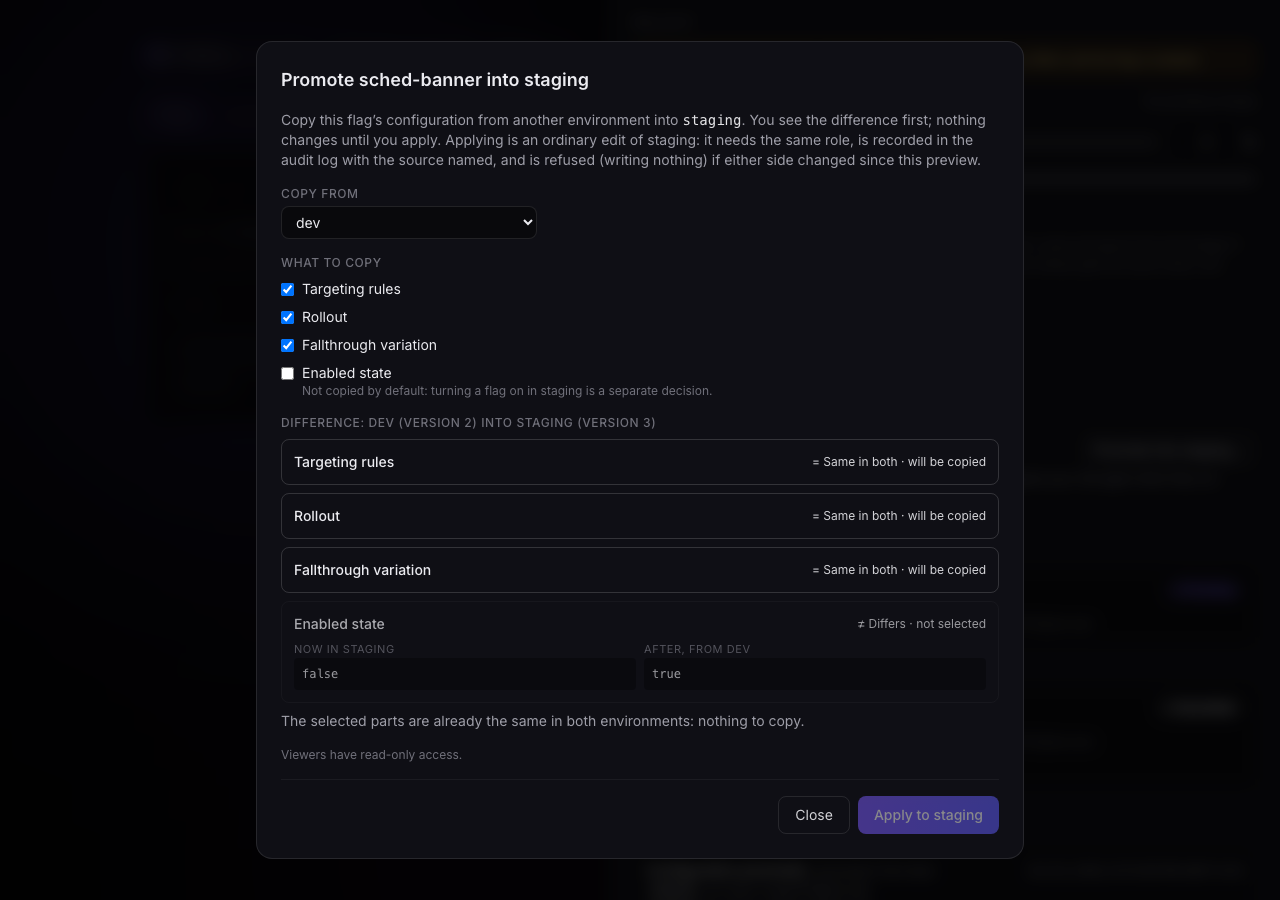 Promote sched-banner into staging
Copy this flag’s configuration from another environment into staging. You see the difference first; nothing
changes until you apply. Applying is an ordinary edit of staging: it needs the same role, is recorded in the
audit log with the source named, and is refused (writing nothing) if either side changed since this preview.
COPY FROM
dev
WHAT TO COPY
Targeting rules
Rollout
Fallthrough variation
Enabled state
Not copied by default: turning a flag on in staging is a separate decision.
DIFFERENCE: DEV (VERSION 2) INTO STAGING (VERSION 3)
Targeting rules = Same in both · will be copied
Rollout = Same in both · will be copied
Fallthrough variation = Same in both · will be copied
Enabled state ≠ Differs · not selected
NOW IN STAGING AFTER, FROM DEV
false true
The selected parts are already the same in both environments: nothing to copy.
Viewers have read-only access.
Close Apply to staging